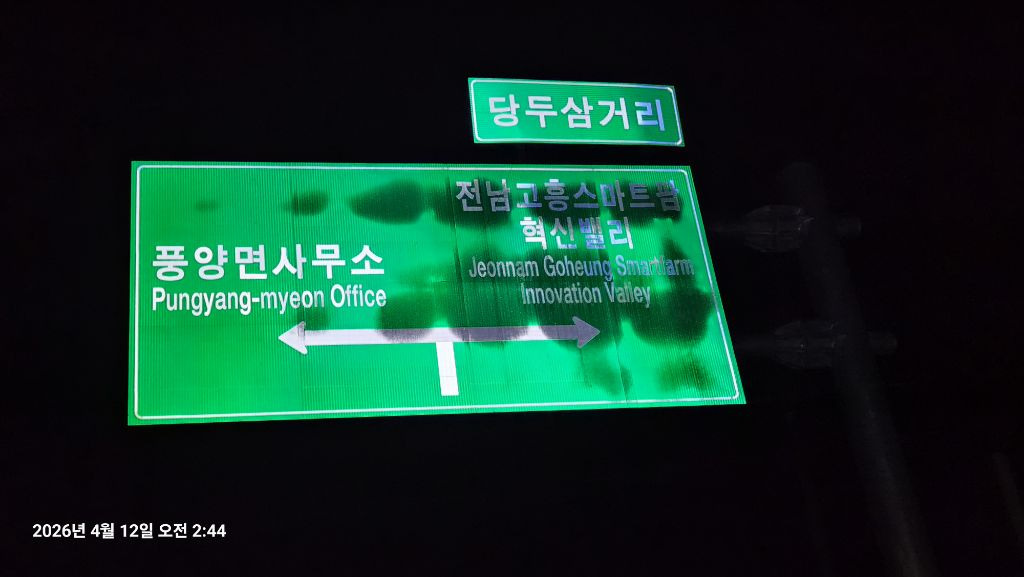 당두삼거리
풍양면사무소
Pungyang-myeon Office
전남고흥스마트팜
혁신밸리
Jeonnam Goheung Smartfarm
Innovation Valley
2026년 4월 12일 오전 2:44